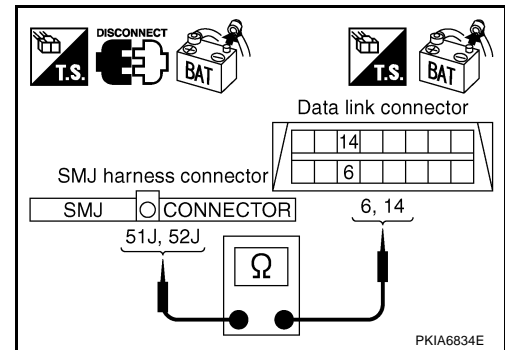 DISCONNECT
T.S.
BAT
T.S.
BAT
Data link connector
14
6
SMJ harness connector
SMJ CONNECTOR
51J, 52J
6, 14
Ω
PKIA6834E